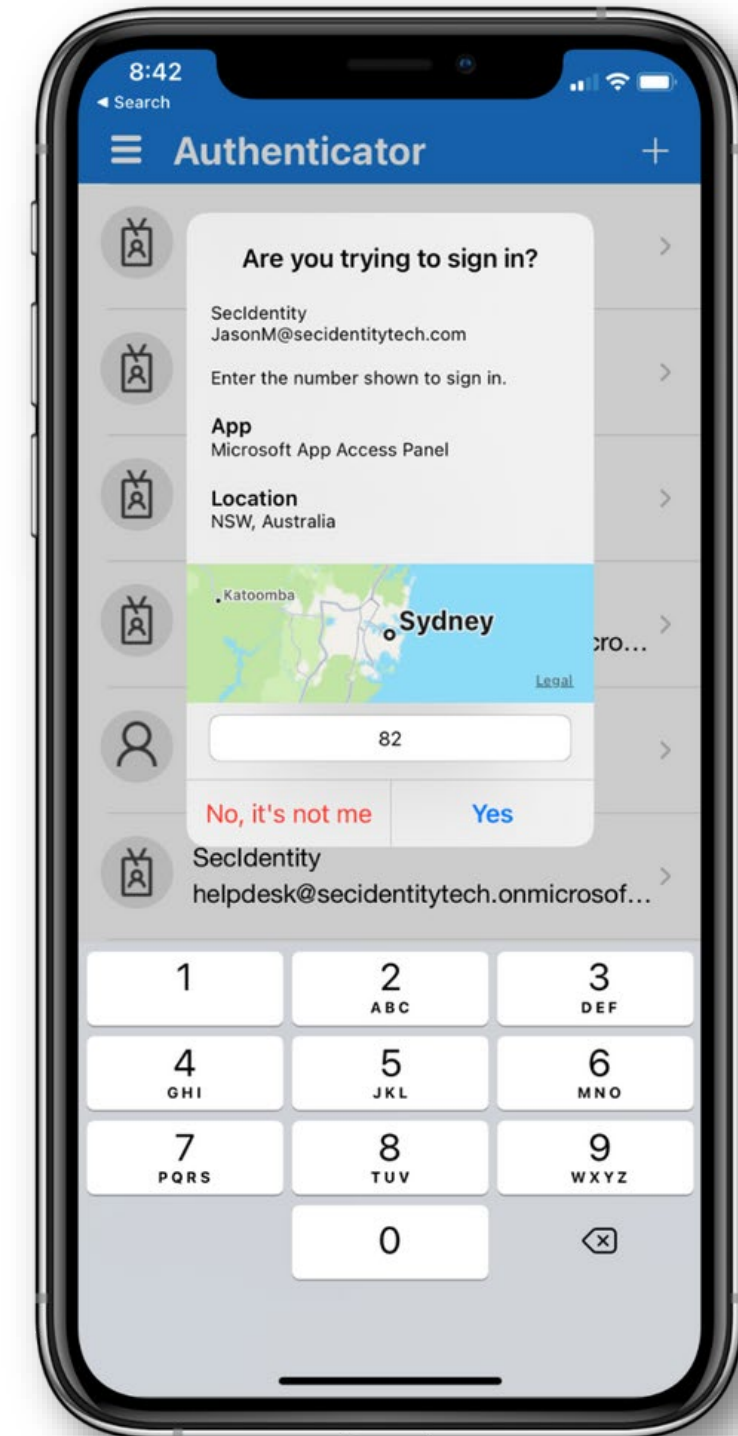 8:42
Search
Authenticator
Are you trying to sign in?
SecIdentity
JasonM@secidentitytech.com
Enter the number shown to sign in.
App
Microsoft App Access Panel
Location
NSW, Australia
Katoomba
Sydney
Legal
cro...
82
No, it's not me
Yes
SecIdentity
helpdesk@secidentitytech.onmicrosof...
1
2
3
ABC
DEF
4
5
6
GHI
JKL
MNO
7
8
9
PQRS
TUV
WXYZ
0